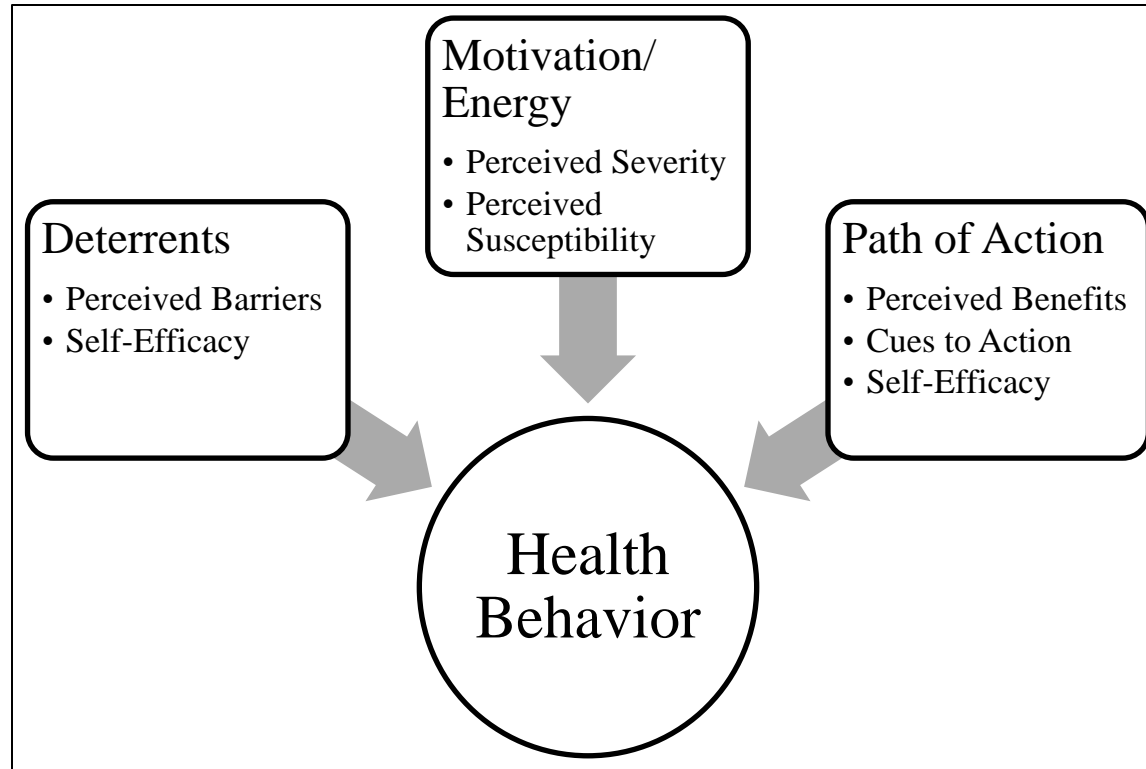 Motivation/
Energy
• Perceived Severity
• Perceived
Susceptibility
Deterrents
• Perceived Barriers
• Self-Efficacy
Path of Action
• Perceived Benefits
• Cues to Action
• Self-Efficacy
Health
Behavior